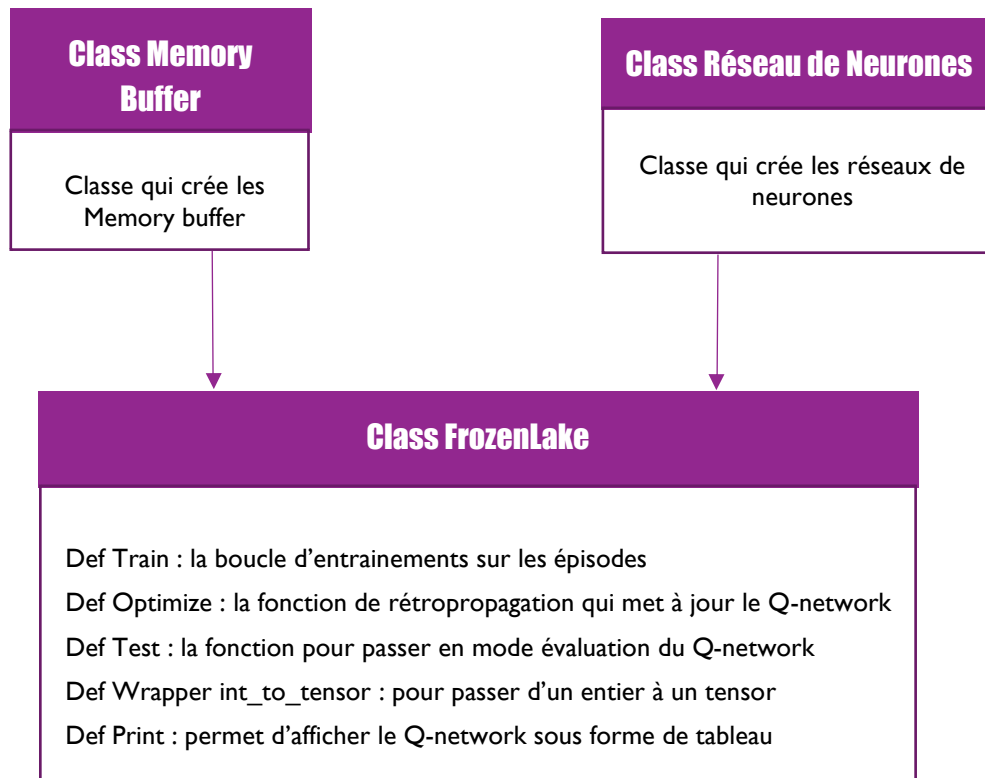 Class Memory
Buffer
Classe qui crée les
Memory buffer
Class Réseau de Neurones
Classe qui crée les réseaux de
neurones
Class FrozenLake
Def Train : la boucle d'entrainements sur les épisodes
Def Optimize : la fonction de rétropropagation qui met à jour le Q-network
Def Test : la fonction pour passer en mode évaluation du Q-network
Def Wrapper int_to_tensor : pour passer d'un entier à un tensor
Def Print : permet d'afficher le Q-network sous forme de tableau